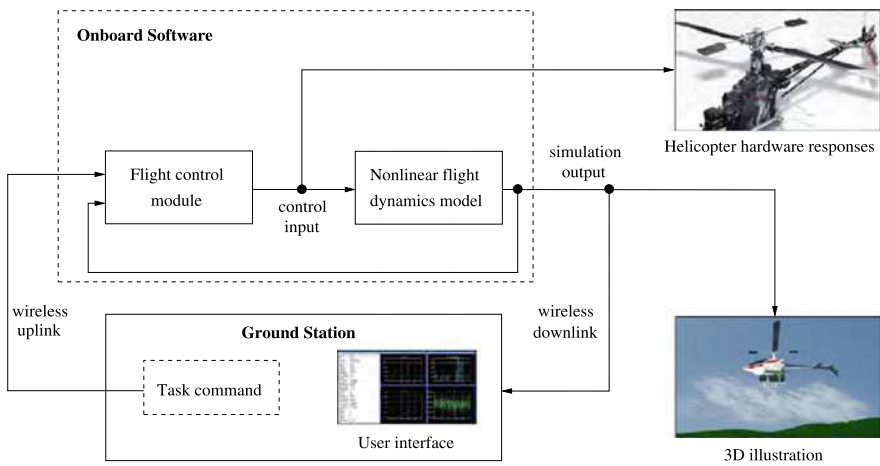 Onboard Software
Flight control
module
control
input
Nonlinear flight
dynamics model
simulation
output
Helicopter hardware responses
wireless
uplink
wireless
downlink
Ground Station
Task command
User interface
3D illustration